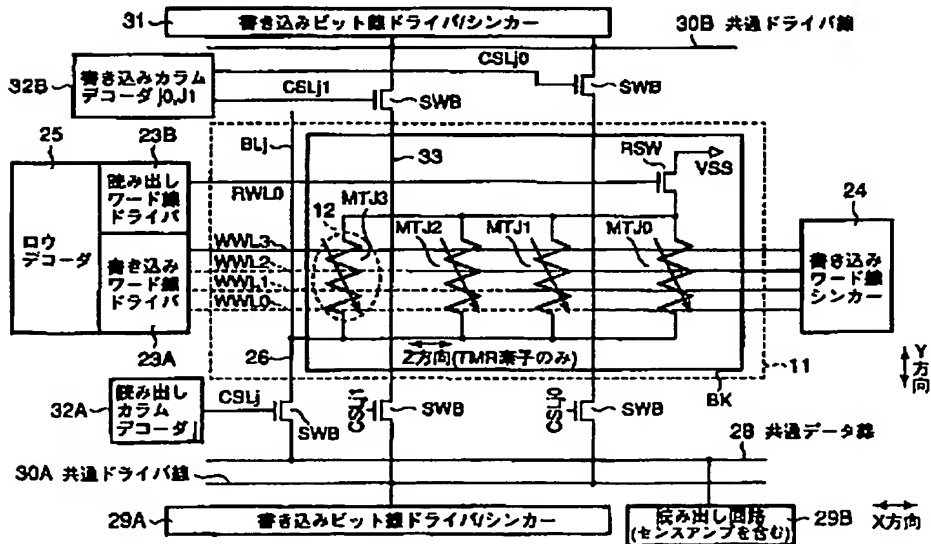 31
書き込みビット線ドライバ/シンカー
30B 共通ドライバ線
32B
書き込みカラム
デコーダ j0,J1
CSLj0
CSLj1
SWB
SWB
25
23B
BLj
33
RSW
VSS
24
ロウ
デコーダ
読み出し
ワード線
ドライバ
RWL0
12
MTJ3
MTJ2
MTJ1
MTJ0
WWL3
WWL2
WWL1
WWL0
書き込み
ワード線
ドライバ
書き込み
ワード線
シンカー
23A
26
Z方向(TMR素子のみ)
11
Y方向
BK
32A
読み出し
カラム
デコーダ j
CSLj
SWB
CSLj1
SWB
CSLj0
SWB
28 共通データ線
30A 共通ドライバ線
29A
書き込みビット線ドライバ/シンカー
読み出し回路
(センスアンプを含む)
29B
X方向